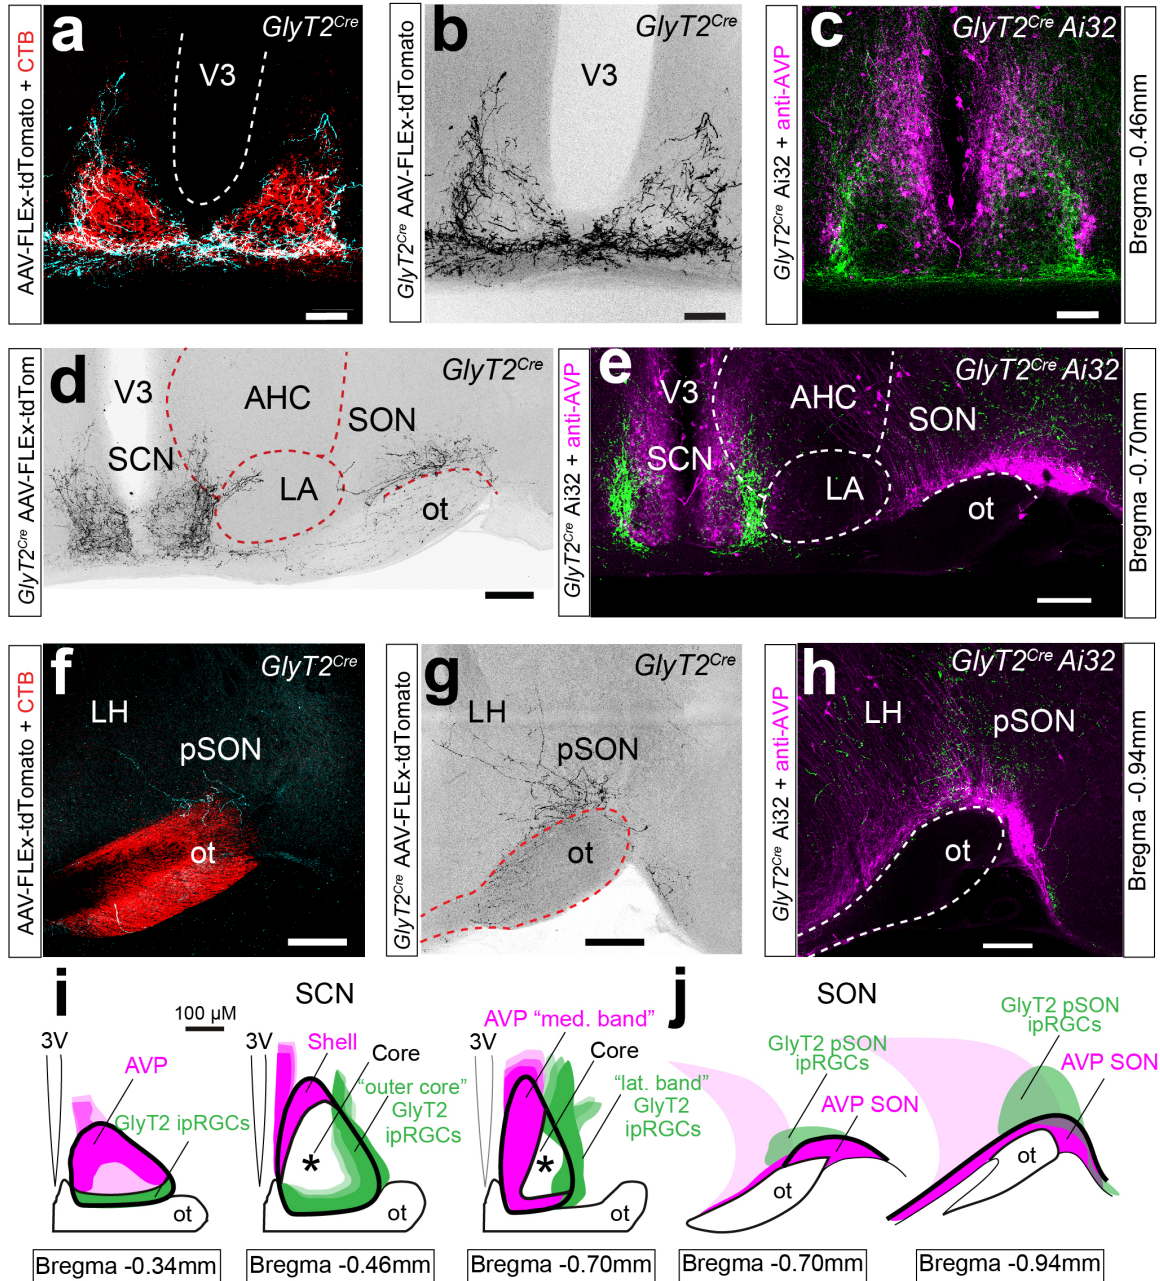 a
GlyT2Cre
V3
AAV-FLEx-tdTomato + CTB
b
GlyT2Cre
V3
GlyT2Cre AAV-FLEx-tdTomato
c
GlyT2Cre Ai32
GlyT2Cre Ai32 + anti-AVP
Bregma -0.46mm
d
GlyT2Cre
V3
AHC
SON
SCN
LA
ot
GlyT2Cre AAV-FLEx-tdTom
e
GlyT2Cre Ai32
V3
AHC
SON
SCN
LA
ot
GlyT2Cre Ai32 + anti-AVP
Bregma -0.70mm
f
GlyT2Cre
LH
pSON
ot
AAV-FLEx-tdTomato + CTB
g
GlyT2Cre
LH
pSON
ot
GlyT2Cre AAV-FLEx-tdTomato
h
GlyT2Cre Ai32
LH
pSON
ot
GlyT2Cre Ai32 + anti-AVP
Bregma -0.94mm
i
SCN
100 µM
3V
AVP
GlyT2 ipRGCs
ot
Bregma -0.34mm
3V
Shell
Core
"outer core"
GlyT2
ipRGCs
*
ot
Bregma -0.46mm
AVP "med. band"
3V
Core
"lat. band"
GlyT2
ipRGCs
*
ot
Bregma -0.70mm
j
SON
GlyT2 pSON
ipRGCs
AVP SON
ot
Bregma -0.70mm
GlyT2 pSON
ipRGCs
AVP SON
ot
Bregma -0.94mm